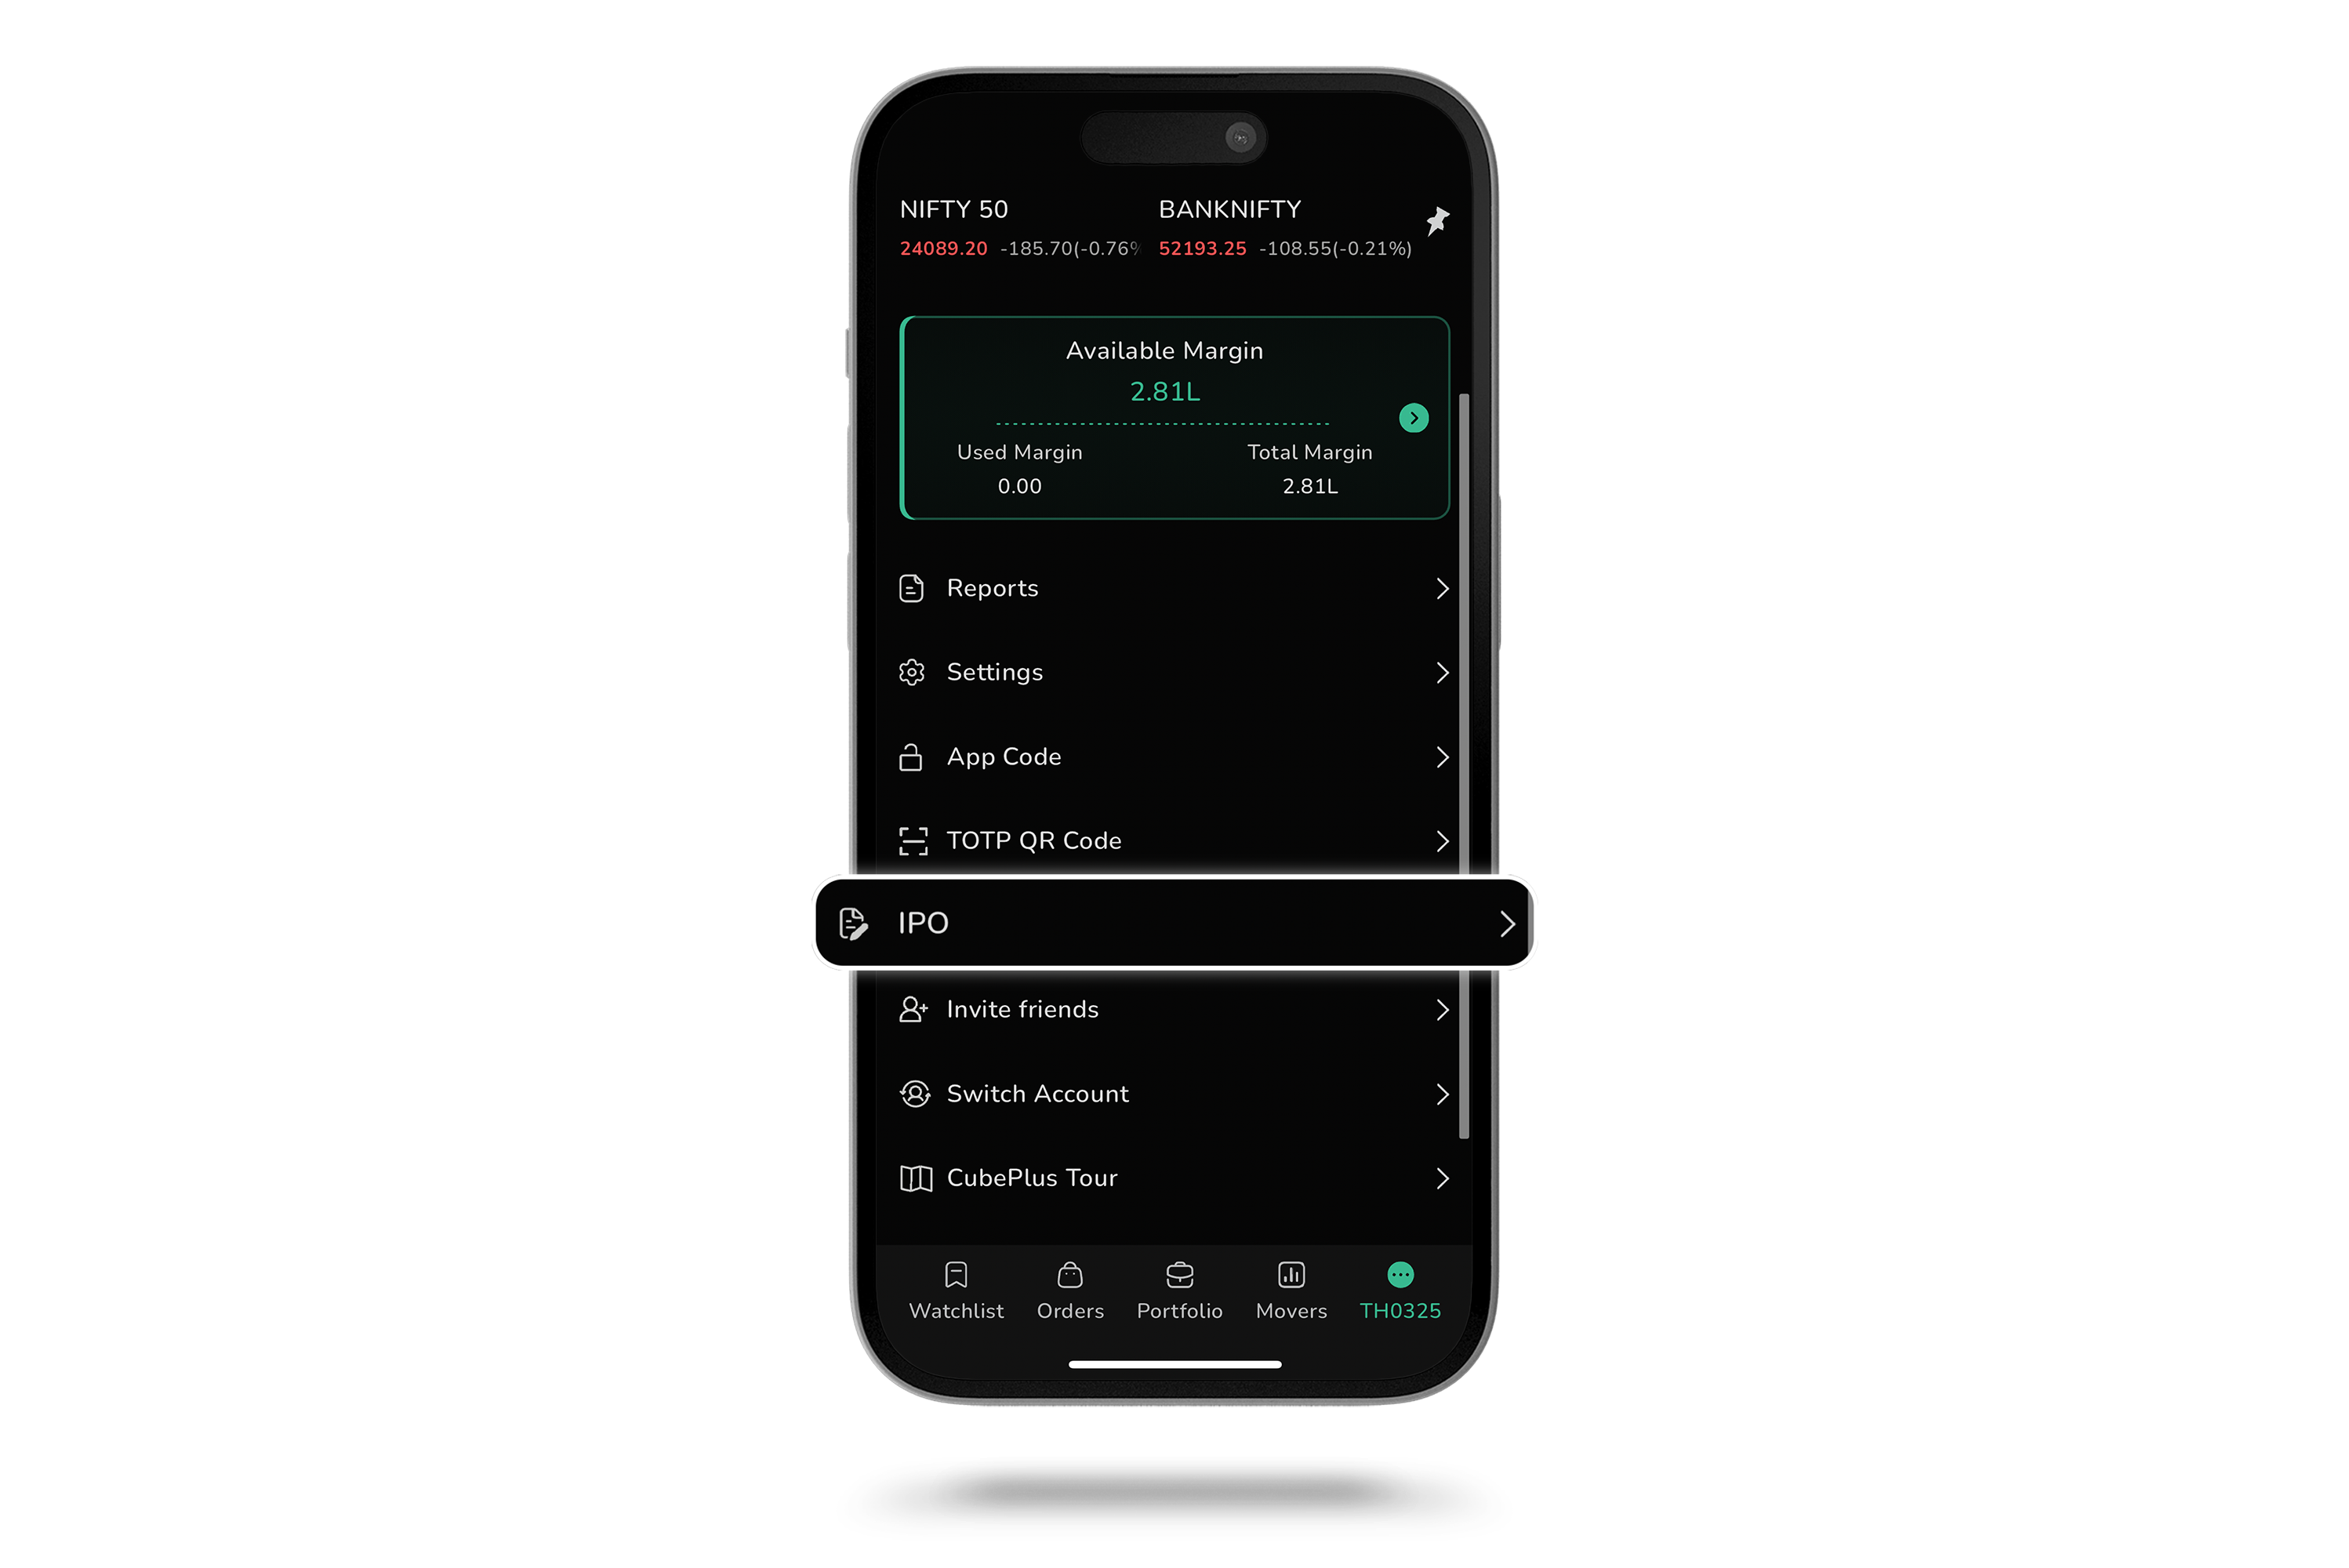 NIFTY 50 BANKNIFTY
24089.20 -185.70(-0.76% 52193.25 -108.55(-0.21%)
Available Margin
2.81L
Used Margin Total Margin
0.00 2.81L
Reports
Settings
App Code
TOTP QR Code
IPO
Invite friends
Switch Account
CubePlus Tour
Watchlist Orders Portfolio Movers TH0325